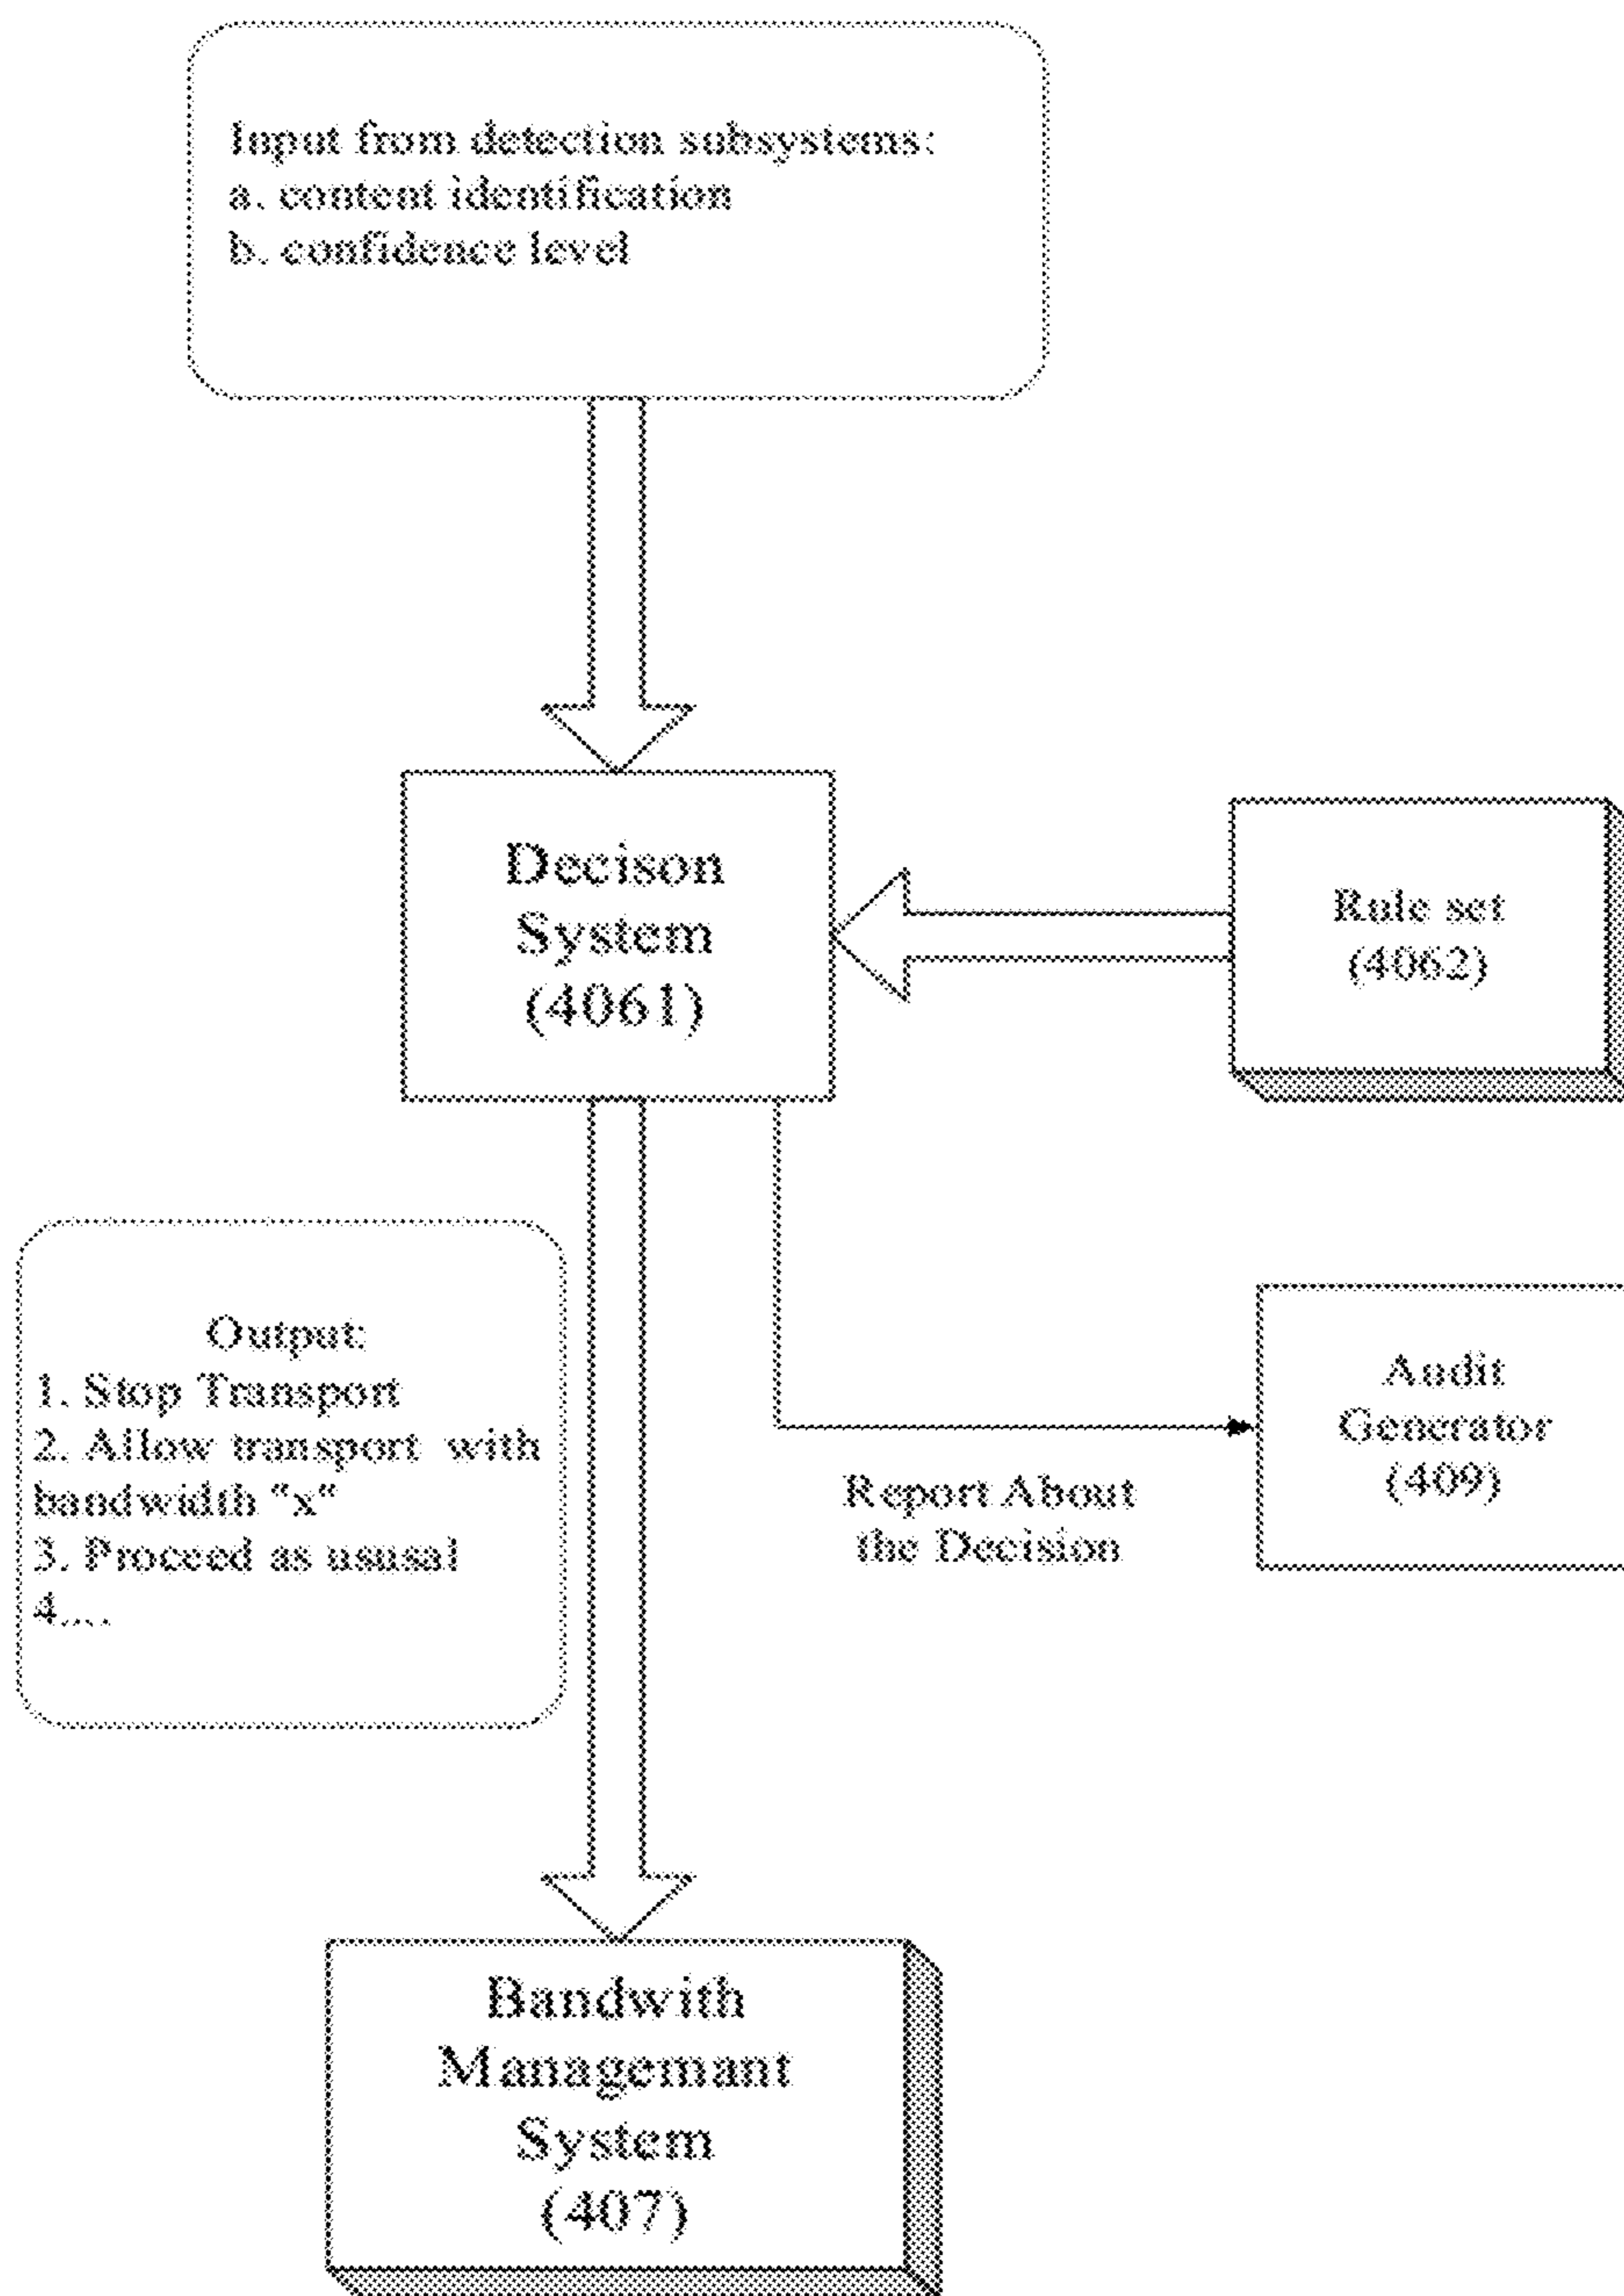 Input from detection subsystems:
a. content identification
b. confidence level
Decison
System
(4061)
Rule set
(4062)
Output:
1. Stop Transport
2. Allow transport with
bandwidth “x“
3. Proceed as ususal
4....
Audit
Generator
(409)
Report About
the Decision
Bandwith
Managemant
System
(407)